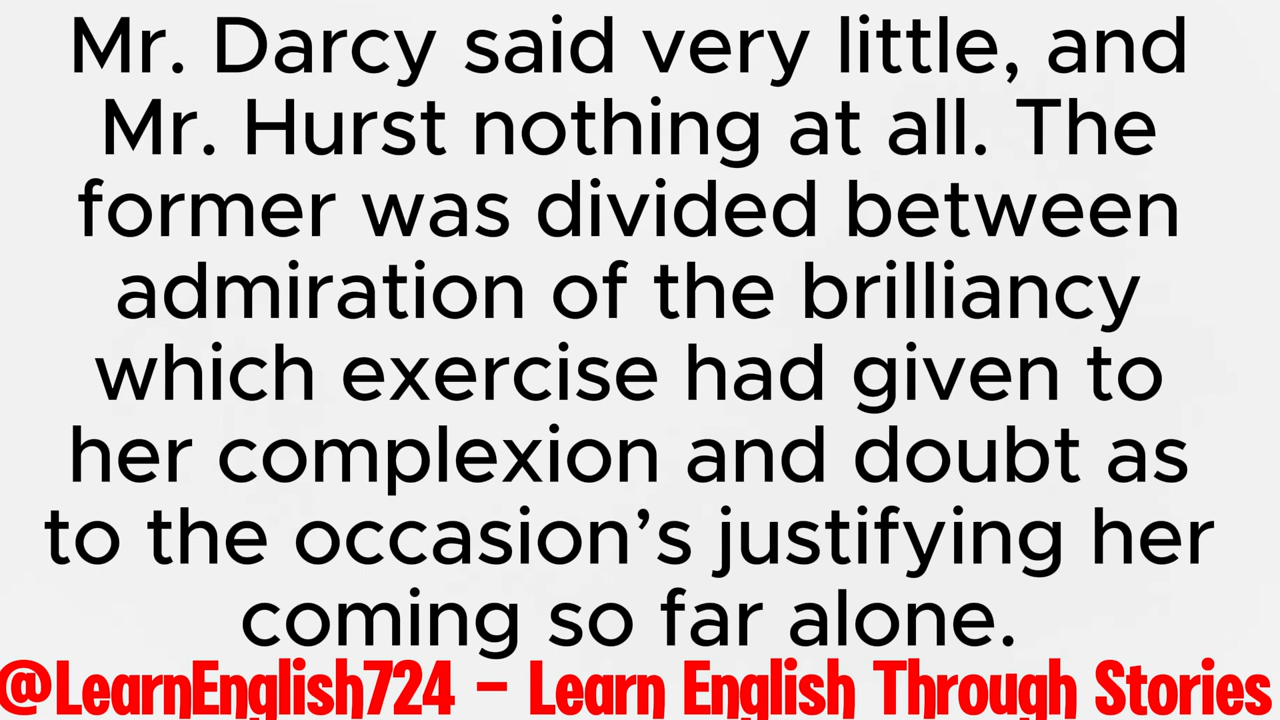 Mr. Darcy said very little, and
Mr. Hurst nothing at all. The
former was divided between
admiration of the brilliancy
which exercise had given to
her complexion and doubt as
to the occasion’s justifying her
coming so far alone.
@LearnEnglish724 – Learn English Through Stories